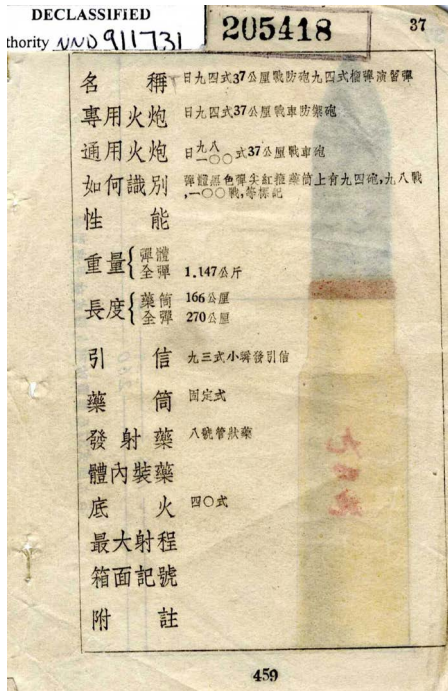 DECLASSIFIED
thority NND 911731
205418
37
名稱 日九四式37公厘戰防砲九四式榴彈演習彈
專用火炮 日九四式37公厘戰車防禦砲
通用火炮 日九八一〇〇式37公厘戰車砲
如何識別 彈體黑色彈尖紅環藥筒上有九四砲,九八戰
,一〇〇戰,等標記
性能
重量{彈體
全彈 1.147公斤
長度{藥筒 166公厘
全彈 270公厘
引信 九三式小瞬發引信
藥筒 固定式
發射藥 八號管狀藥
體內裝藥
底火 四〇式
最大射程
箱面記號
附註
459